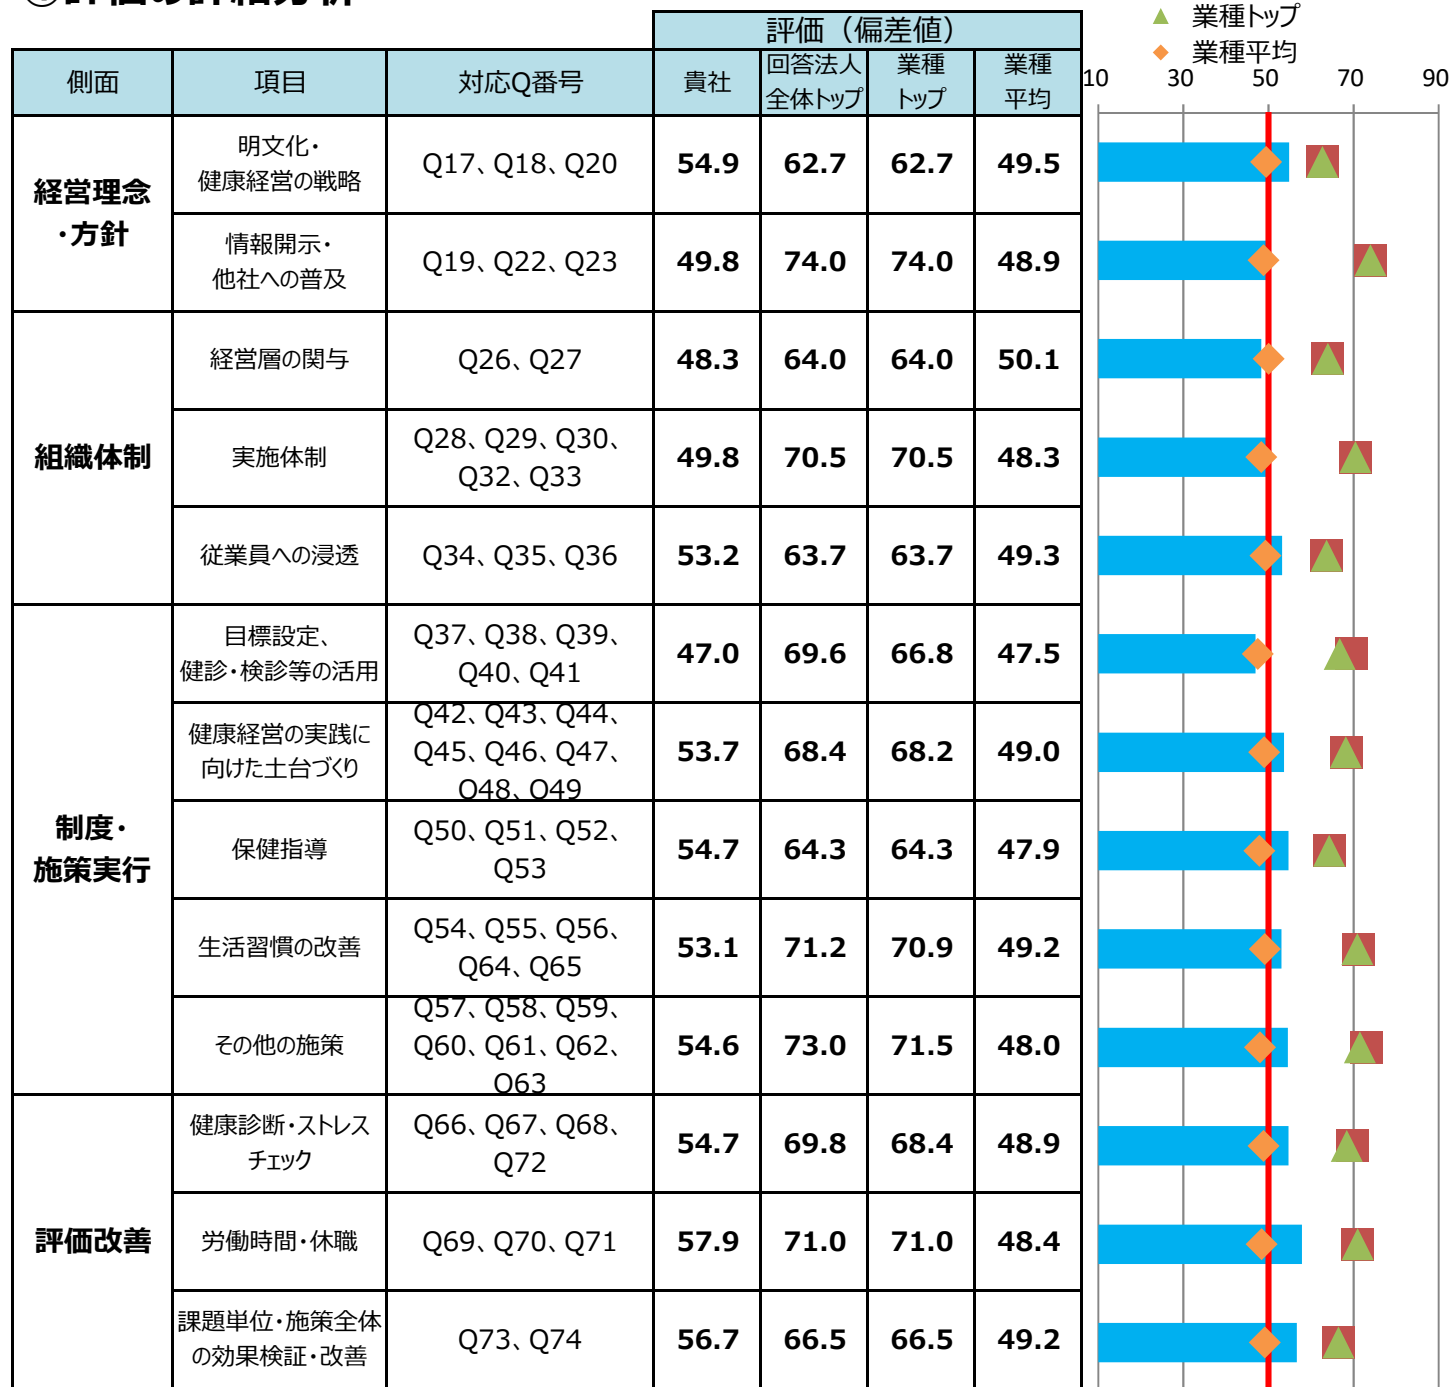 評価（偏差値）
▲ 業種トップ
◆ 業種平均
側面 項目 対応Q番号 貴社 回答法人 業種 業種
全体トップ トップ 平均
10 30 50 70 90
経営理念
・方針
明文化・
健康経営の戦略
Q17、Q18、Q20 54.9 62.7 62.7 49.5
情報開示・
他社への普及
Q19、Q22、Q23 49.8 74.0 74.0 48.9
組織体制
経営層の関与 Q26、Q27 48.3 64.0 64.0 50.1
実施体制
Q28、Q29、Q30、
Q32、Q33
49.8 70.5 70.5 48.3
従業員への浸透 Q34、Q35、Q36 53.2 63.7 63.7 49.3
制度・
施策実行
目標設定、
健診・検診等の活用
Q37、Q38、Q39、
Q40、Q41
47.0 69.6 66.8 47.5
健康経営の実践に
向けた土台づくり
Q42、Q43、Q44、
Q45、Q46、Q47、
Q48、Q49
53.7 68.4 68.2 49.0
保健指導
Q50、Q51、Q52、
Q53
54.7 64.3 64.3 47.9
生活習慣の改善
Q54、Q55、Q56、
Q64、Q65
53.1 71.2 70.9 49.2
その他の施策
Q57、Q58、Q59、
Q60、Q61、Q62、
Q63
54.6 73.0 71.5 48.0
評価改善
健康診断・ストレス
チェック
Q66、Q67、Q68、
Q72
54.7 69.8 68.4 48.9
労働時間・休職 Q69、Q70、Q71 57.9 71.0 71.0 48.4
課題単位・施策全体
の効果検証・改善
Q73、Q74 56.7 66.5 66.5 49.2